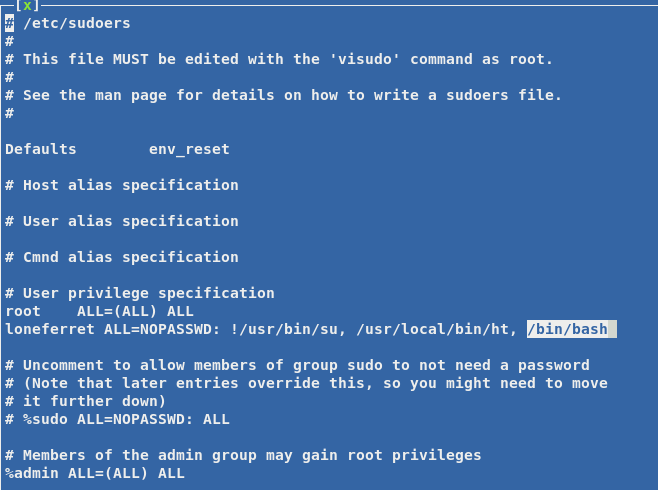 [x]
# /etc/sudoers
#
# This file MUST be edited with the 'visudo' command as root.
#
# See the man page for details on how to write a sudoers file.
#
Defaults        env_reset
# Host alias specification
# User alias specification
# Cmnd alias specification
# User privilege specification
root    ALL=(ALL) ALL
loneferret ALL=NOPASSWD: !/usr/bin/su, /usr/local/bin/ht, /bin/bash
# Uncomment to allow members of group sudo to not need a password
# (Note that later entries override this, so you might need to move
# it further down)
# %sudo ALL=NOPASSWD: ALL
# Members of the admin group may gain root privileges
%admin ALL=(ALL) ALL